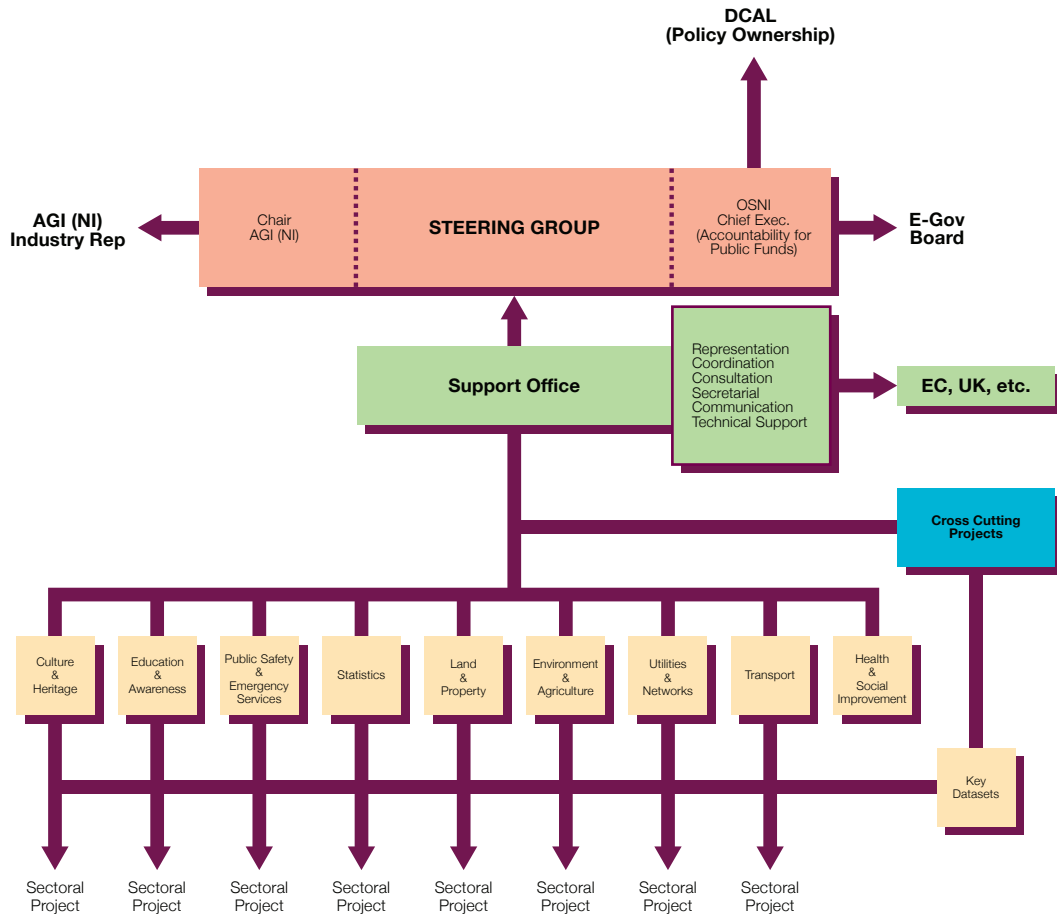 DCAL
(Policy Ownership)
AGI (NI)
Industry Rep
Chair
AGI (NI)
STEERING GROUP
OSNI
Chief Exec.
(Accountability for
Public Funds)
E-Gov
Board
Support Office
Representation
Coordination
Consultation
Secretarial
Communication
Technical Support
EC, UK, etc.
Cross Cutting
Projects
Culture
&
Heritage
Education
&
Awareness
Public Safety
&
Emergency
Services
Statistics
Land
&
Property
Environment
&
Agriculture
Utilities
&
Networks
Transport
Health
&
Social
Improvement
Key
Datasets
Sectoral
Project
Sectoral
Project
Sectoral
Project
Sectoral
Project
Sectoral
Project
Sectoral
Project
Sectoral
Project
Sectoral
Project